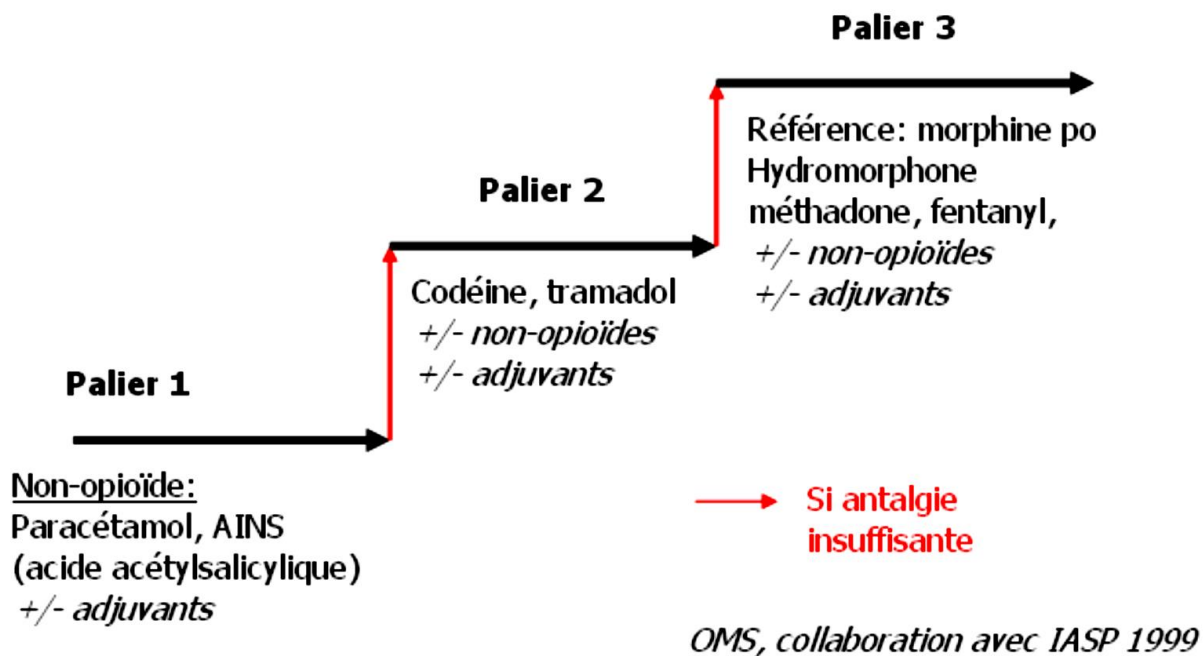 Palier 3
Référence: morphine po
Hydromorphone
méthadone, fentanyl,
+/- non-opioïdes
+/- adjuvants
Palier 2
Codéine, tramadol
+/- non-opioïdes
+/- adjuvants
Palier 1
Non-opioïde:
Paracétamol, AINS
(acide acétylsalicylique)
+/- adjuvants
Si antalgie
insuffisante
OMS, collaboration avec IASP 1999